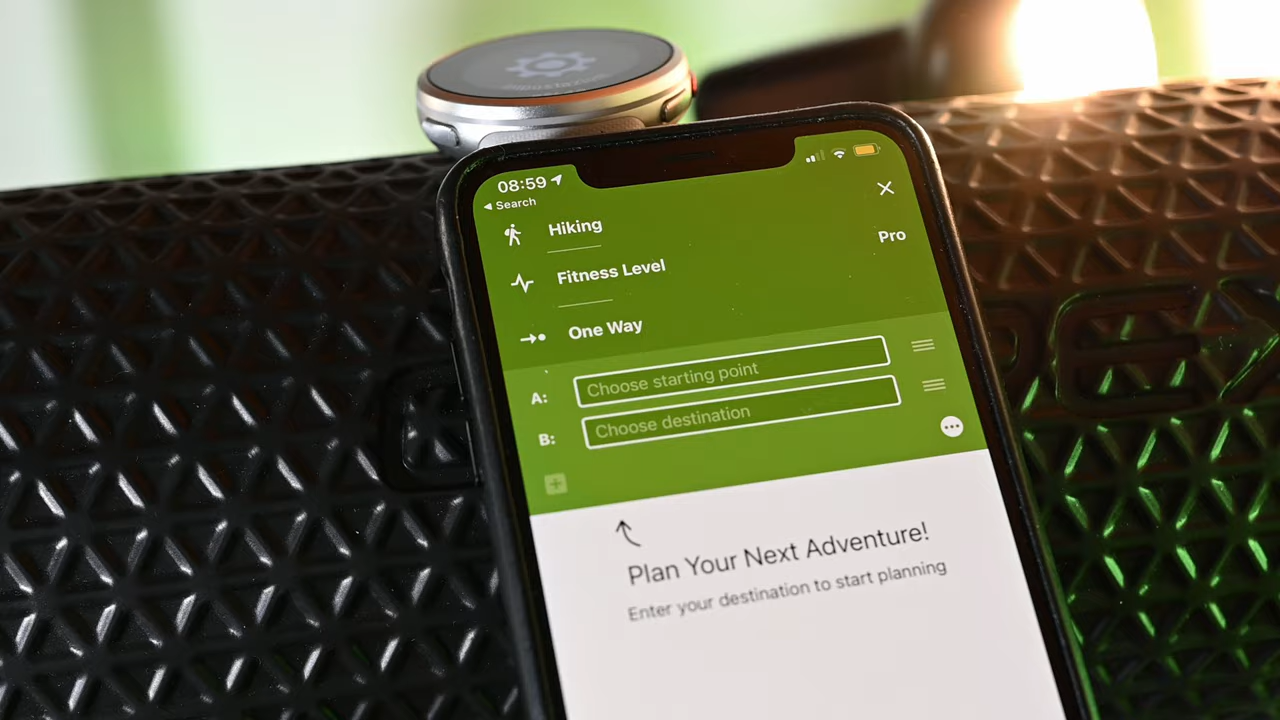 08:59
Search
Hiking
Pro
Fitness Level
One Way
A: Choose starting point
B: Choose destination
Plan Your Next Adventure!
Enter your destination to start planning